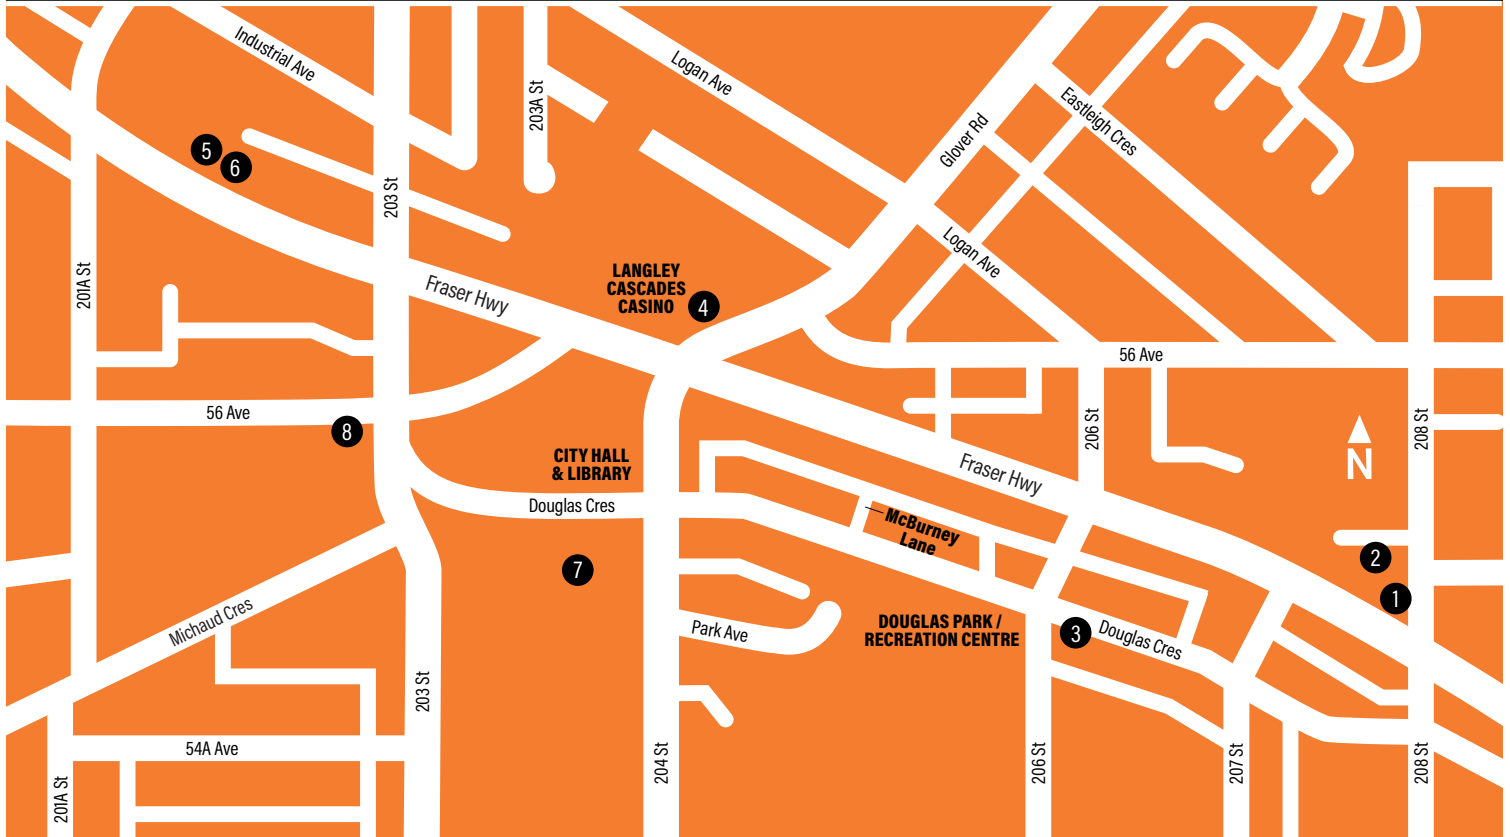 Industrial Ave
Logan Ave
203A St
Eastleigh Cres
Glover Rd
5
6
203 St
Logan Ave
201A St
LANGLEY
CASCADES
CASINO
4
Fraser Hwy
56 Ave
56 Ave
8
206 St
208 St
N
CITY HALL
& LIBRARY
Fraser Hwy
Douglas Cres
McBurney
Lane
2
7
1
Michaud Cres
Park Ave
DOUGLAS PARK /
RECREATION CENTRE
3
Douglas Cres
203 St
54A Ave
204 St
206 St
207 St
208 St
201A St